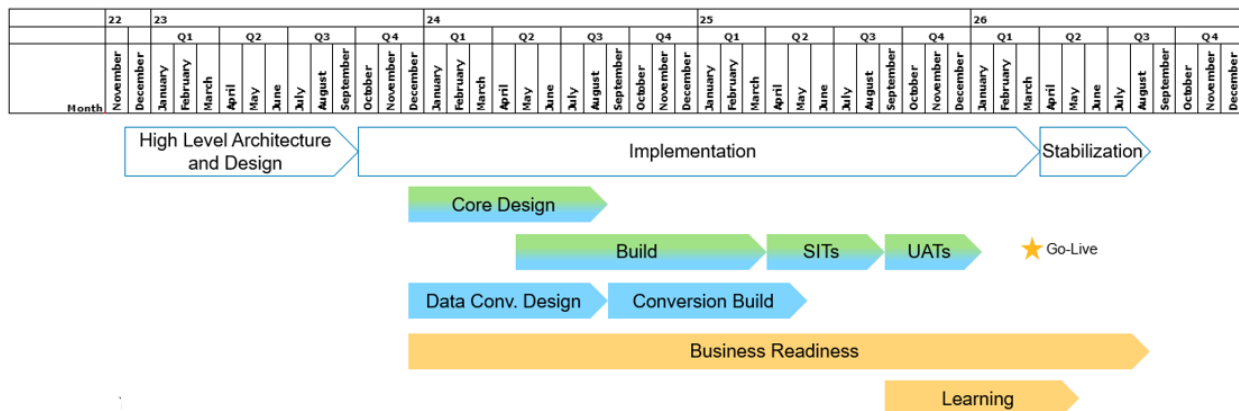 22 23 24 25 26
Q1 Q2 Q3 Q4 Q1 Q2 Q3 Q4 Q1 Q2 Q3 Q4 Q1 Q2 Q3 Q4
Month November December January February March April May June July August September October November December January February March April May June July August September October November December January February March April May June July August September October November December January February March April May June July August September October November December
High Level Architecture
and Design
Implementation
Stabilization
Core Design
Build
SITs
UATs
Go-Live
Data Conv. Design
Conversion Build
Business Readiness
Learning